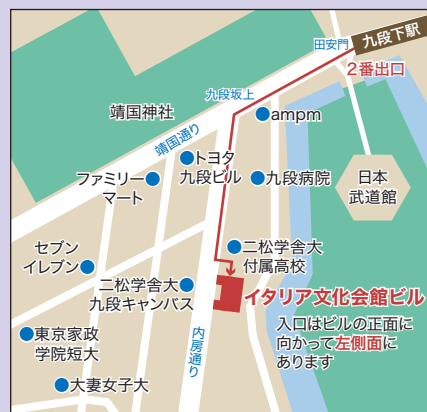 九段下駅
田安門
2番出口
九段坂上
靖国神社
ampm
靖国通り
トヨタ
九段ビル
ファミリー
マート
九段病院
日本
武道館
セブン
イレブン
二松学舎大
付属高校
二松学舎大
九段キャンパス
イタリア文化会館ビル
入口はビルの正面に
向かって左側面に
あります
内房通り
東京家政
学院短大
大妻女子大